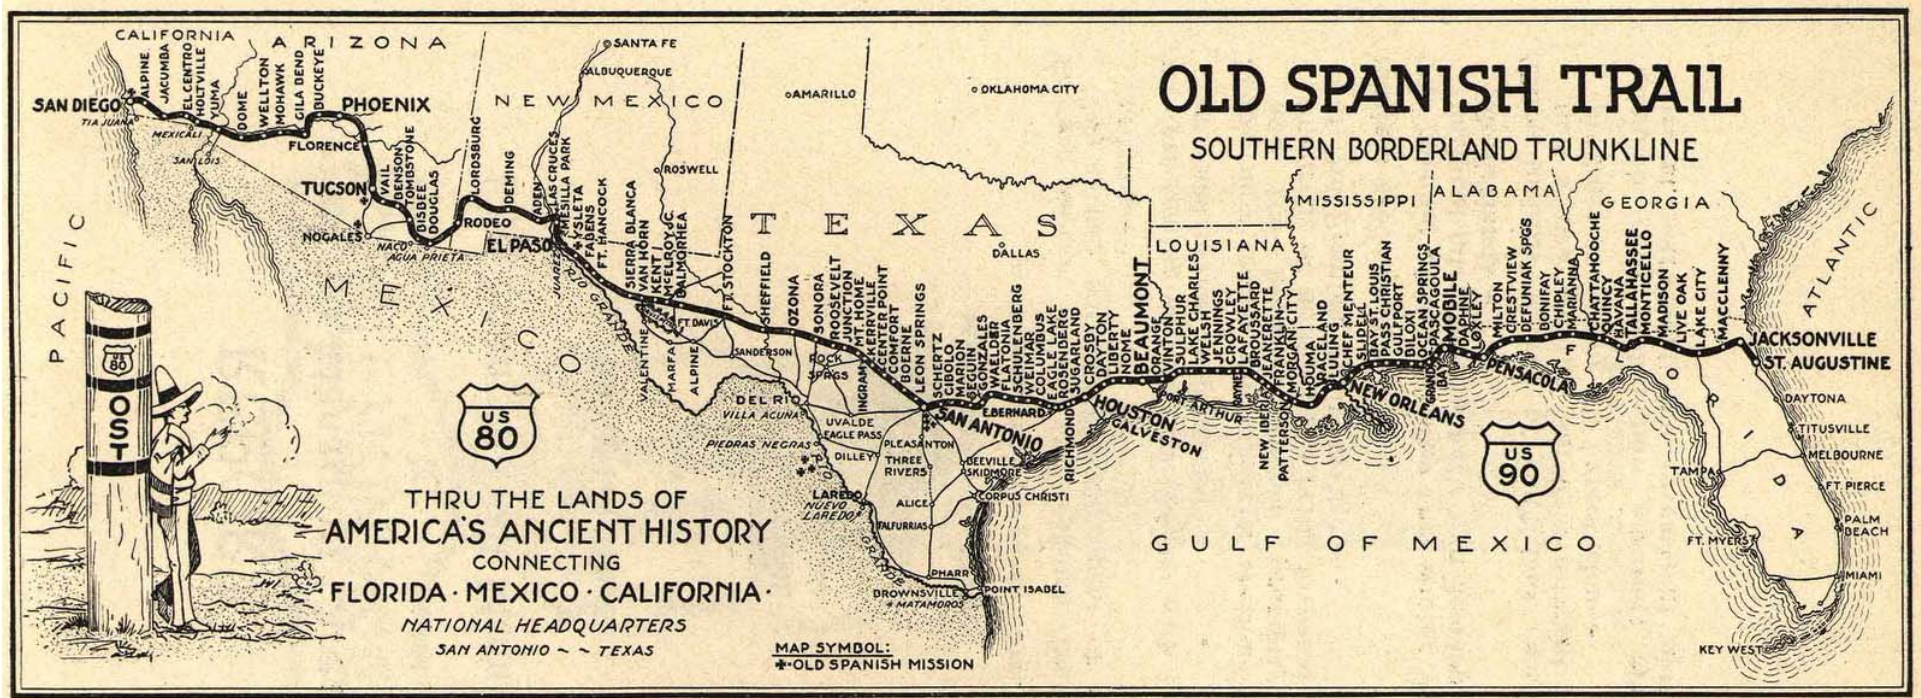 OLD SPANISH TRAIL
SOUTHERN BORDERLAND TRUNKLINE
CALIFORNIA
ARIZONA
NEW MEXICO
TEXAS
LOUISIANA
MISSISSIPPI
ALABAMA
GEORGIA
FLORIDA
MEXICO
PACIFIC
ATLANTIC
GULF OF MEXICO
SAN DIEGO
TIA JUANA
ALPINE
JACUMBA
EL CENTRO
HOLTVILLE
YUMA
MEXICALI
SAN LUIS
DOME
WELLTON
MOHAWK
GILA BEND
BUCKEYE
PHOENIX
FLORENCE
TUCSON
VAIL
BENSON
TOMBSTONE
BISBEE
DOUGLAS
NOGALES
NACO
AGUA PRIETA
RODEO
LORDSBURG
DEMING
ADEN
LAS CRUCES
MESILLA PARK
EL PASO
JUAREZ
RIO GRANDE
YSLETA
FABENS
FT. HANCOCK
SIERRA BLANCA
VAN HORN
KENT
McELROY J'C.
BALMORHEA
FT. STOCKTON
SANTA FE
ALBUQUERQUE
ROSWELL
AMARILLO
OKLAHOMA CITY
DALLAS
FT. DAVIS
VALENTINE
MARFA
ALPINE
SANDERSON
SHEFFIELD
OZONA
SONORA
ROOSEVELT
JUNCTION
MT. HOME
INGRAM
KERRVILLE
CENTER POINT
COMFORT
BOERNE
LEON SPRINGS
ROCK SPRGS
DEL RIO
VILLA ACUNA
UVALDE
EAGLE PASS
PIEDRAS NEGRAS
DILLEY
PLEASANTON
THREE RIVERS
BEEVILLE
SKIDMORE
LAREDO
NUEVO LAREDO
ALICE
CORPUS CHRISTI
FALFURRIAS
RIO GRANDE
PHARR
BROWNSVILLE
MATAMOROS
POINT ISABEL
SAN ANTONIO
SCHERTZ
CIBOLO
MARION
SEGUIN
GONZALES
WAELDER
FLATONIA
SCHULENBERG
WEIMAR
COLUMBUS
EAGLE LAKE
E. BERNARD
ROSENBERG
RICHMOND
SUGARLAND
HOUSTON
GALVESTON
CROSBY
DAYTON
LIBERTY
NOME
BEAUMONT
PORT ARTHUR
ORANGE
VINTON
SULPHUR
LAKE CHARLES
WELSH
JENNINGS
CROWLEY
RAYNE
LAFAYETTE
BROUSSARD
NEW IBERIA
JEANERETTE
FRANKLIN
PATTERSON
MORGAN CITY
HOUMA
RACELAND
LULING
NEW ORLEANS
CHEF MENTEUR
SLIDELL
BAY ST. LOUIS
PASS CHRISTIAN
GULFPORT
BILOXI
OCEAN SPRINGS
PASCAGOULA
GRAND BAY
MOBILE
DAPHNE
LOXLEY
PENSACOLA
MILTON
CRESTVIEW
DEFUNIAK SPGS
BONIFAY
CHIPLEY
MARIANNA
CHATTAHOCHE
QUINCY
HAVANA
TALLAHASSEE
MONTICELLO
MADISON
LIVE OAK
LAKE CITY
MACCLENNY
JACKSONVILLE
ST. AUGUSTINE
DAYTONA
TITUSVILLE
MELBOURNE
TAMPA
FT. PIERCE
PALM BEACH
FT. MYERS
MIAMI
KEY WEST
US 80
OST
US
80
US
90
THRU THE LANDS OF
AMERICA'S ANCIENT HISTORY
CONNECTING
FLORIDA · MEXICO · CALIFORNIA ·
NATIONAL HEADQUARTERS
SAN ANTONIO ~ ~ TEXAS
MAP SYMBOL:
✚·OLD SPANISH MISSION